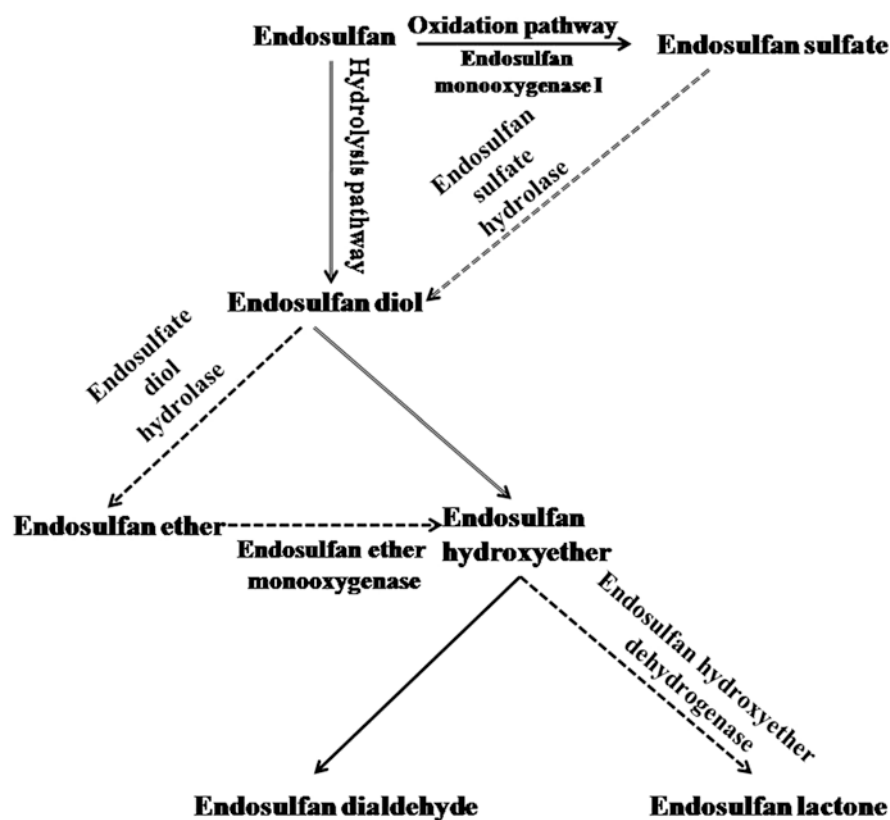 Endosulfan
Oxidation pathway
Endosulfan sulfate
Endosulfan
monooxygenase I
Hydrolysis pathway
Endosulfan
sulfate
hydrolase
Endosulfan diol
Endosulfate
diol
hydrolase
Endosulfan ether
Endosulfan ether
monooxygenase
Endosulfan
hydroxyether
Endosulfan hydroxyether
dehydrogenase
Endosulfan dialdehyde
Endosulfan lactone